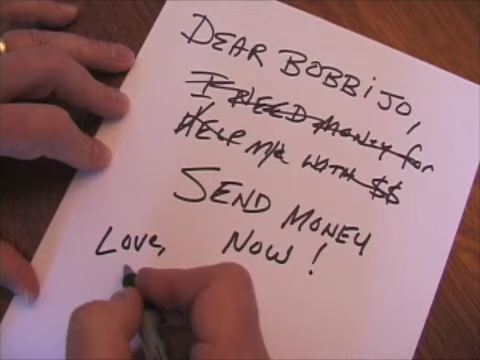 DEAR BOBBiJO,
I NEED MONEY for
HELP ME WITH $$
SEND MONEY
NOW!
Love,